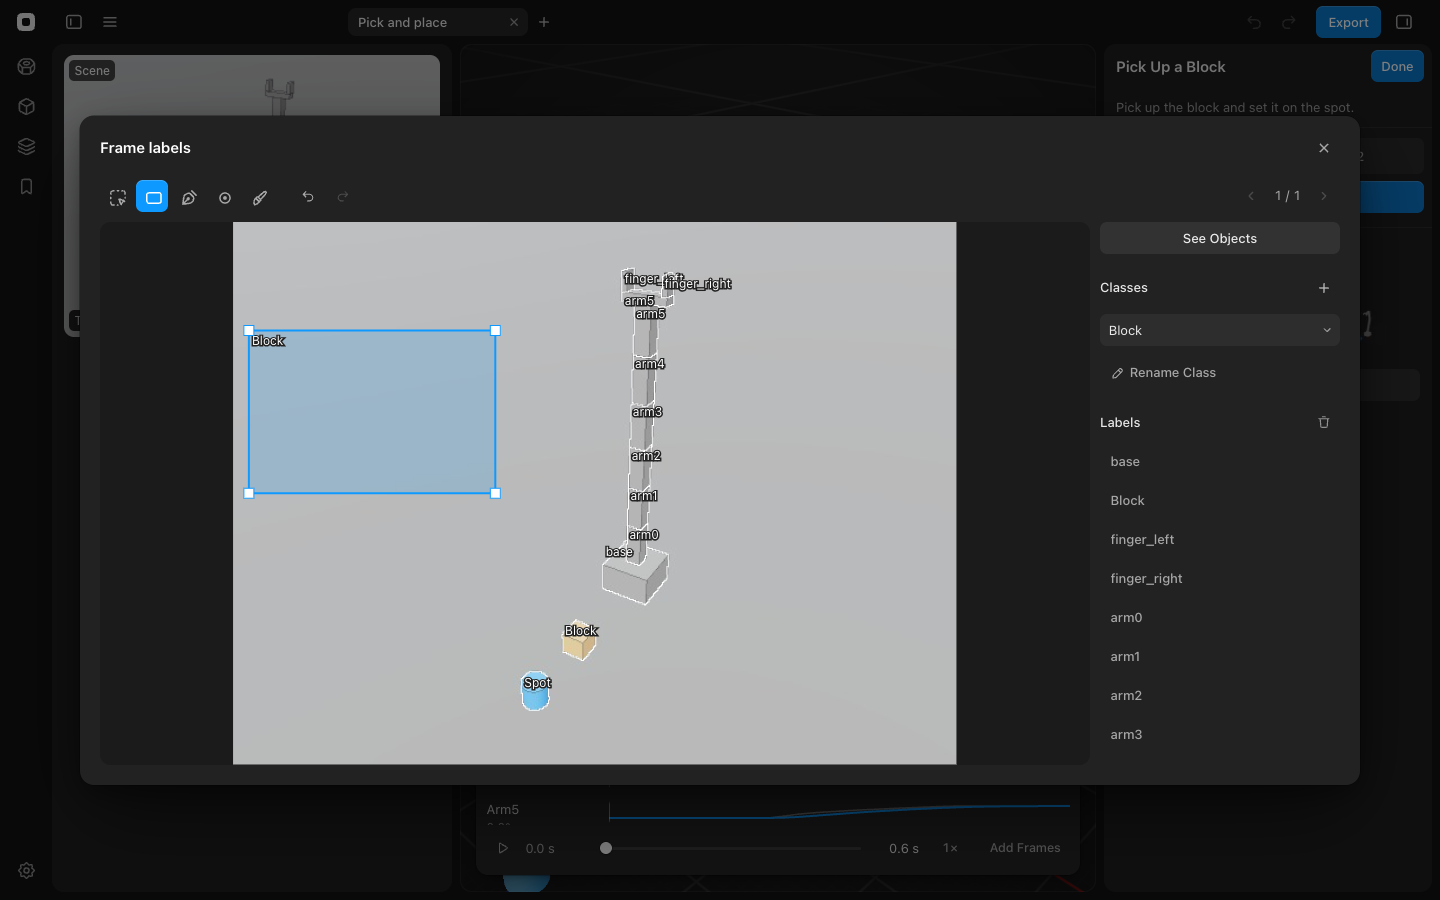 Pick and place
Export
Scene
Pick Up a Block
Done
Pick up the block and set it on the spot.
Frame labels
1 / 1
See Objects
Classes
Block
Rename Class
Labels
base
Block
finger_left
finger_right
arm0
arm1
arm2
arm3
finger_left
finger_right
arm5
arm5
Block
arm4
arm3
arm2
arm1
arm0
base
Block
Spot
Arm5
0.0 s
0.6 s
1×
Add Frames